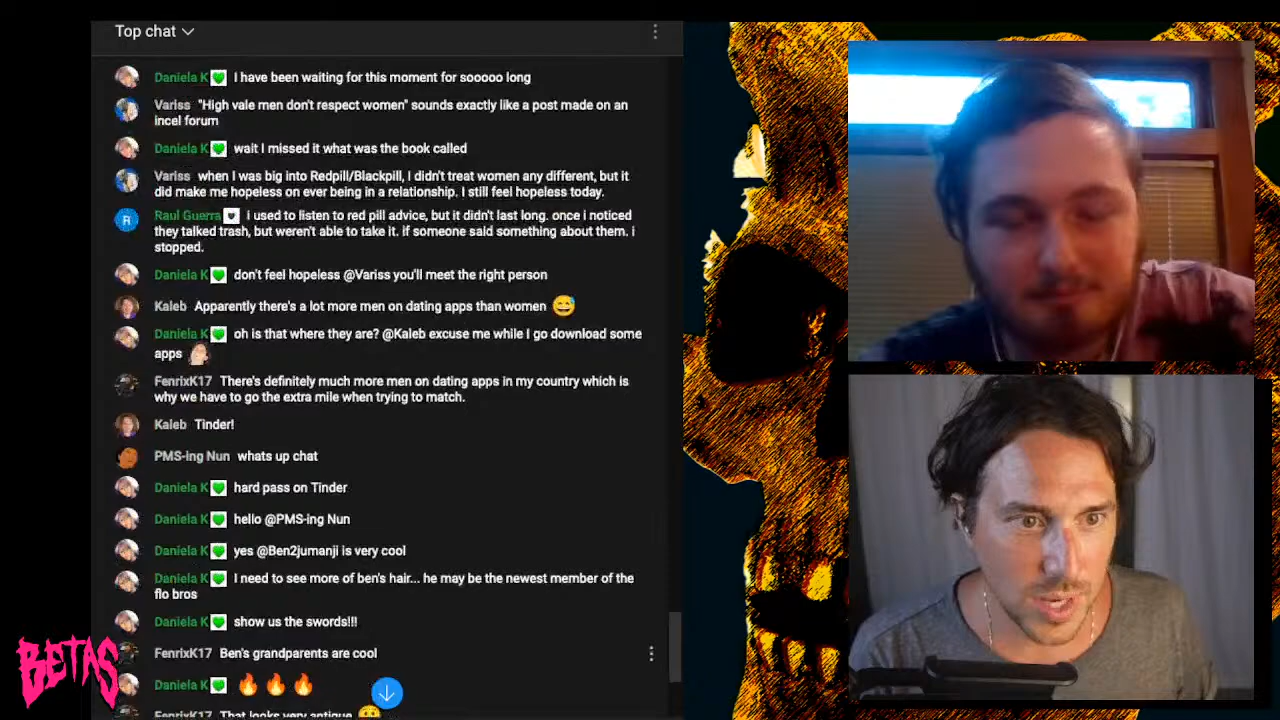 Top chat
Daniela K I have been waiting for this moment for sooooo long
Variss "High vale men don't respect women" sounds exactly like a post made on an
incel forum
Daniela K wait I missed it what was the book called
Variss when I was big into Redpill/Blackpill, I didn't treat women any different, but it
did make me hopeless on ever being in a relationship. I still feel hopeless today.
Raul Guerra i used to listen to red pill advice, but it didn't last long. once i noticed
they talked trash, but weren't able to take it. if someone said something about them. i
stopped.
Daniela K don't feel hopeless @Variss you'll meet the right person
Kaleb Apparently there's a lot more men on dating apps than women 😅
Daniela K oh is that where they are? @Kaleb excuse me while I go download some
apps
FenrixK17 There's definitely much more men on dating apps in my country which is
why we have to go the extra mile when trying to match.
Kaleb Tinder!
PMS-ing Nun whats up chat
Daniela K hard pass on Tinder
Daniela K hello @PMS-ing Nun
Daniela K yes @Ben2jumanji is very cool
Daniela K I need to see more of ben's hair... he may be the newest member of the
flo bros
Daniela K show us the swords!!!
FenrixK17 Ben's grandparents are cool
Daniela K 🔥🔥🔥
FenrixK17 That looks very antique
R
BETAS